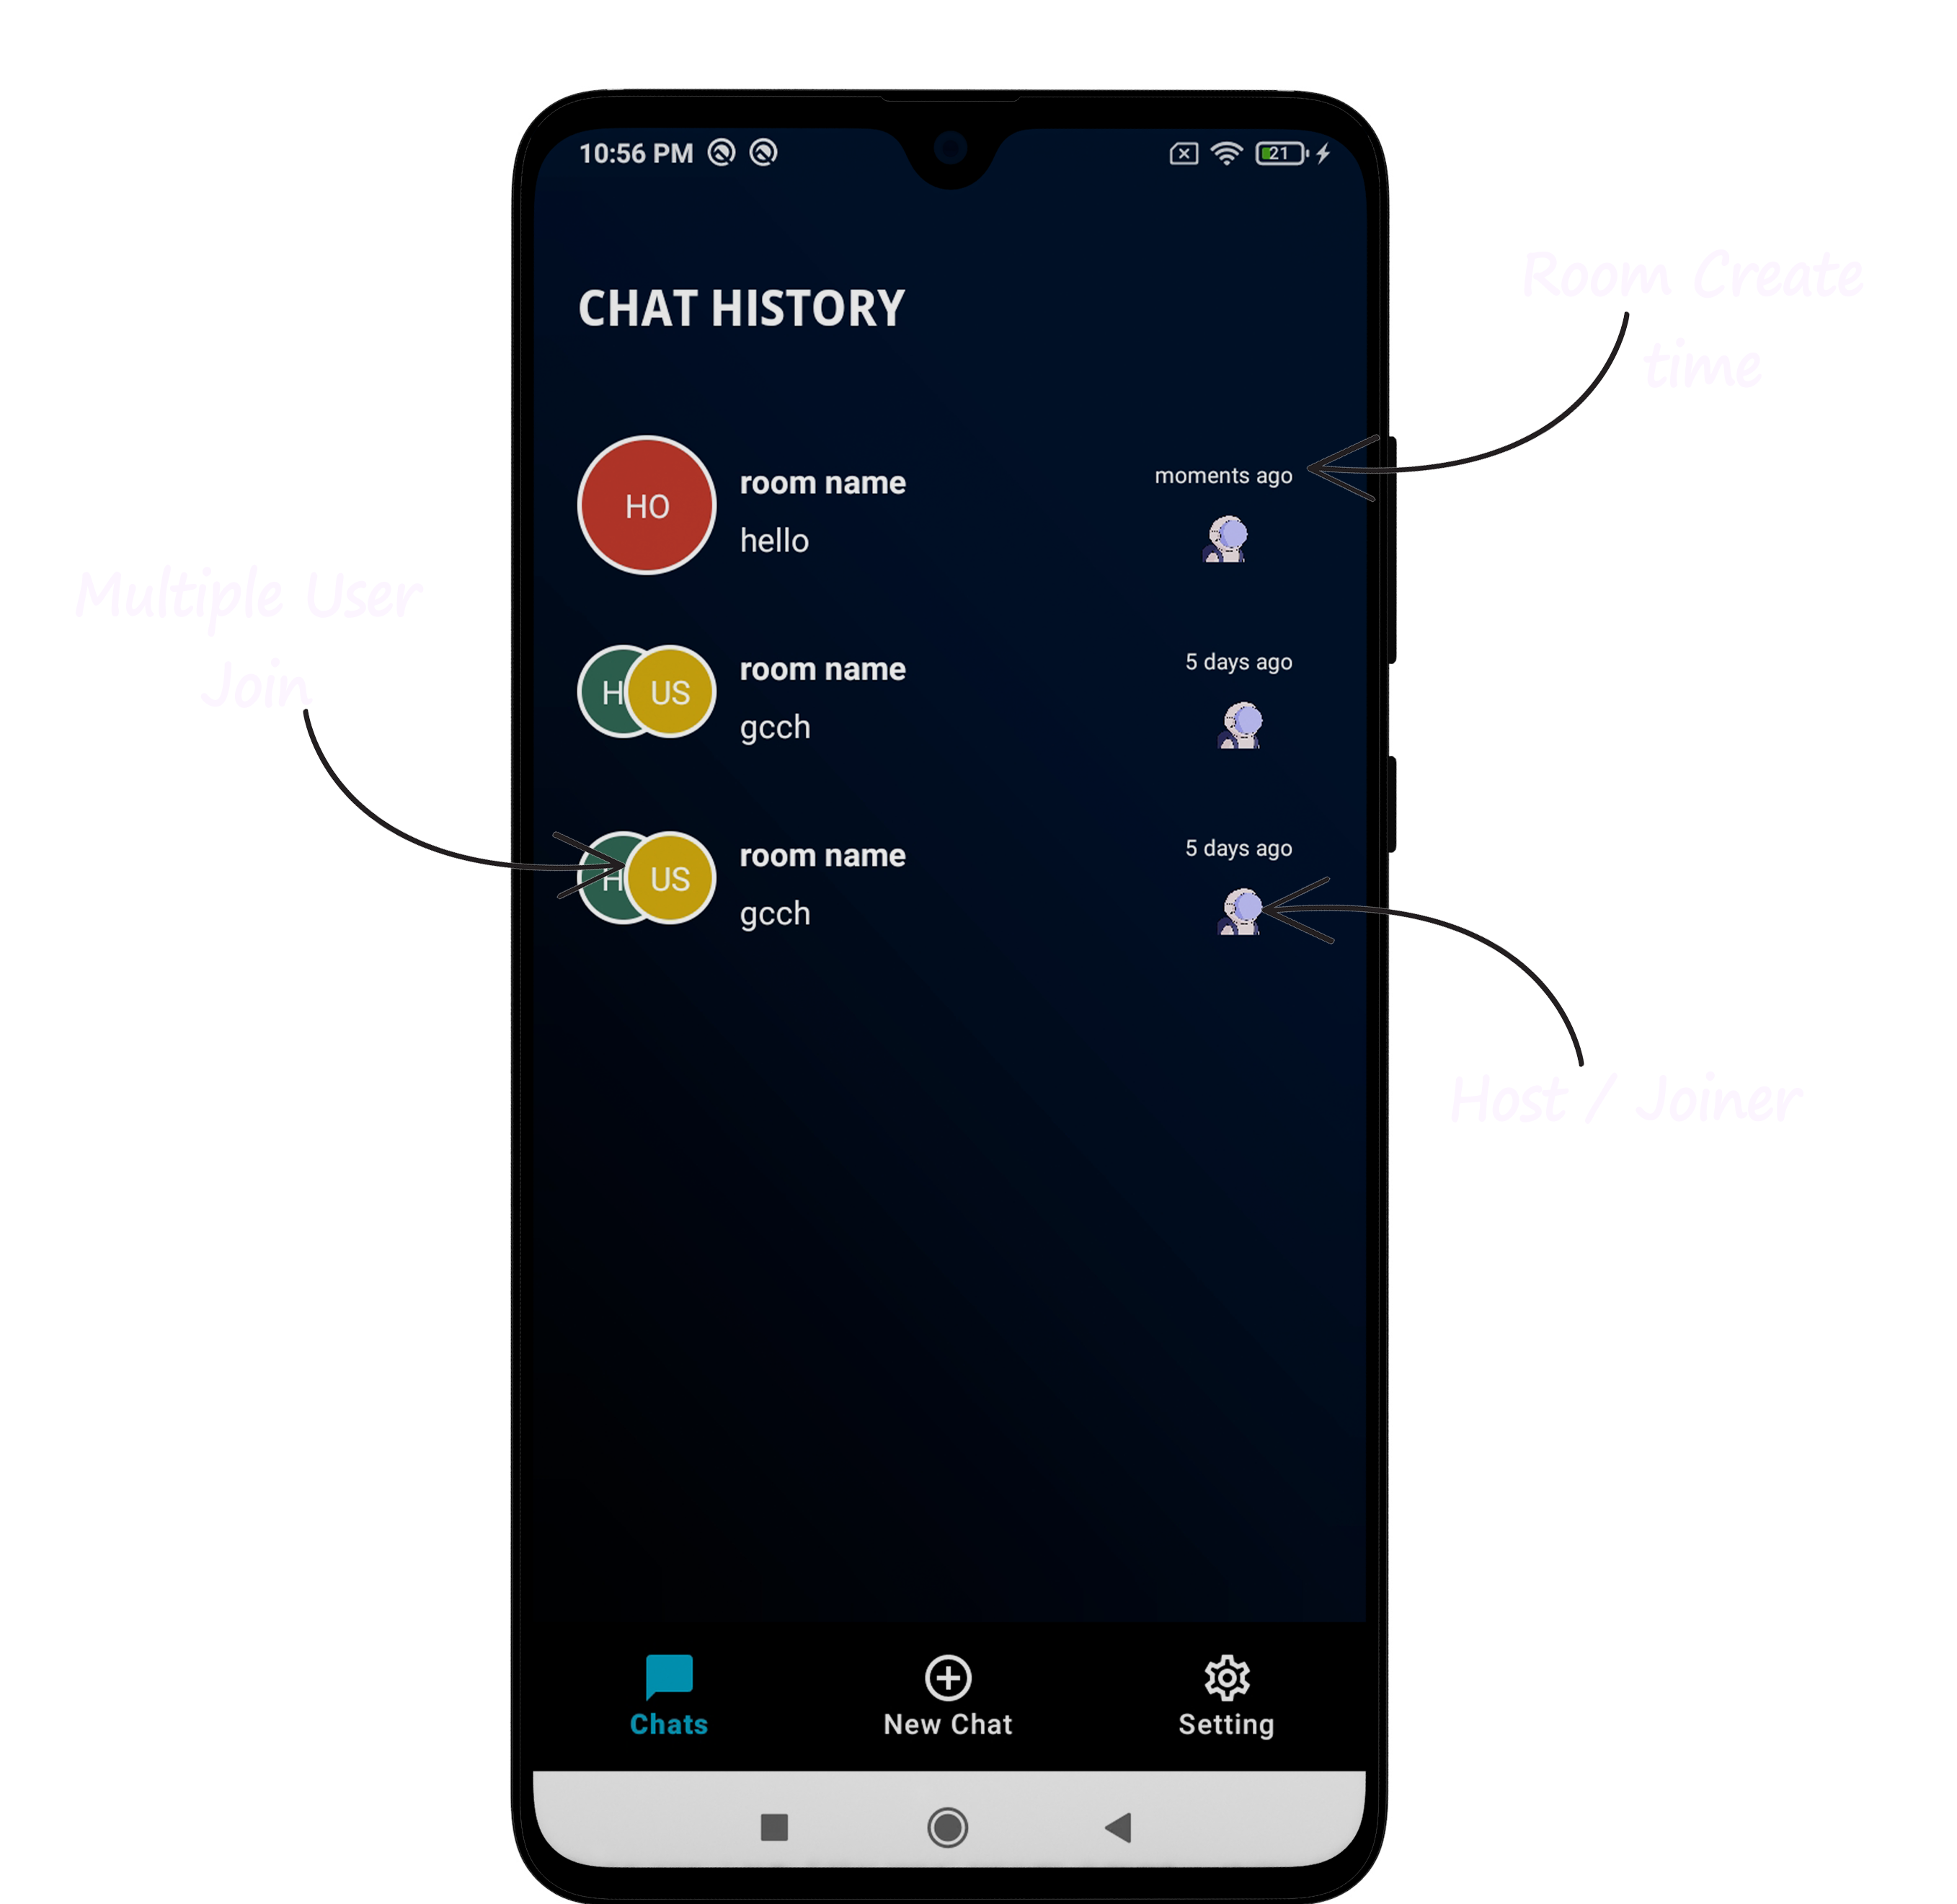 10:56 PM
21
CHAT HISTORY
Room Create
time
HO
room name
moments ago
hello
Multiple User
Join
H
US
room name
5 days ago
gcch
H
US
room name
5 days ago
gcch
Host / Joiner
Chats
New Chat
Setting